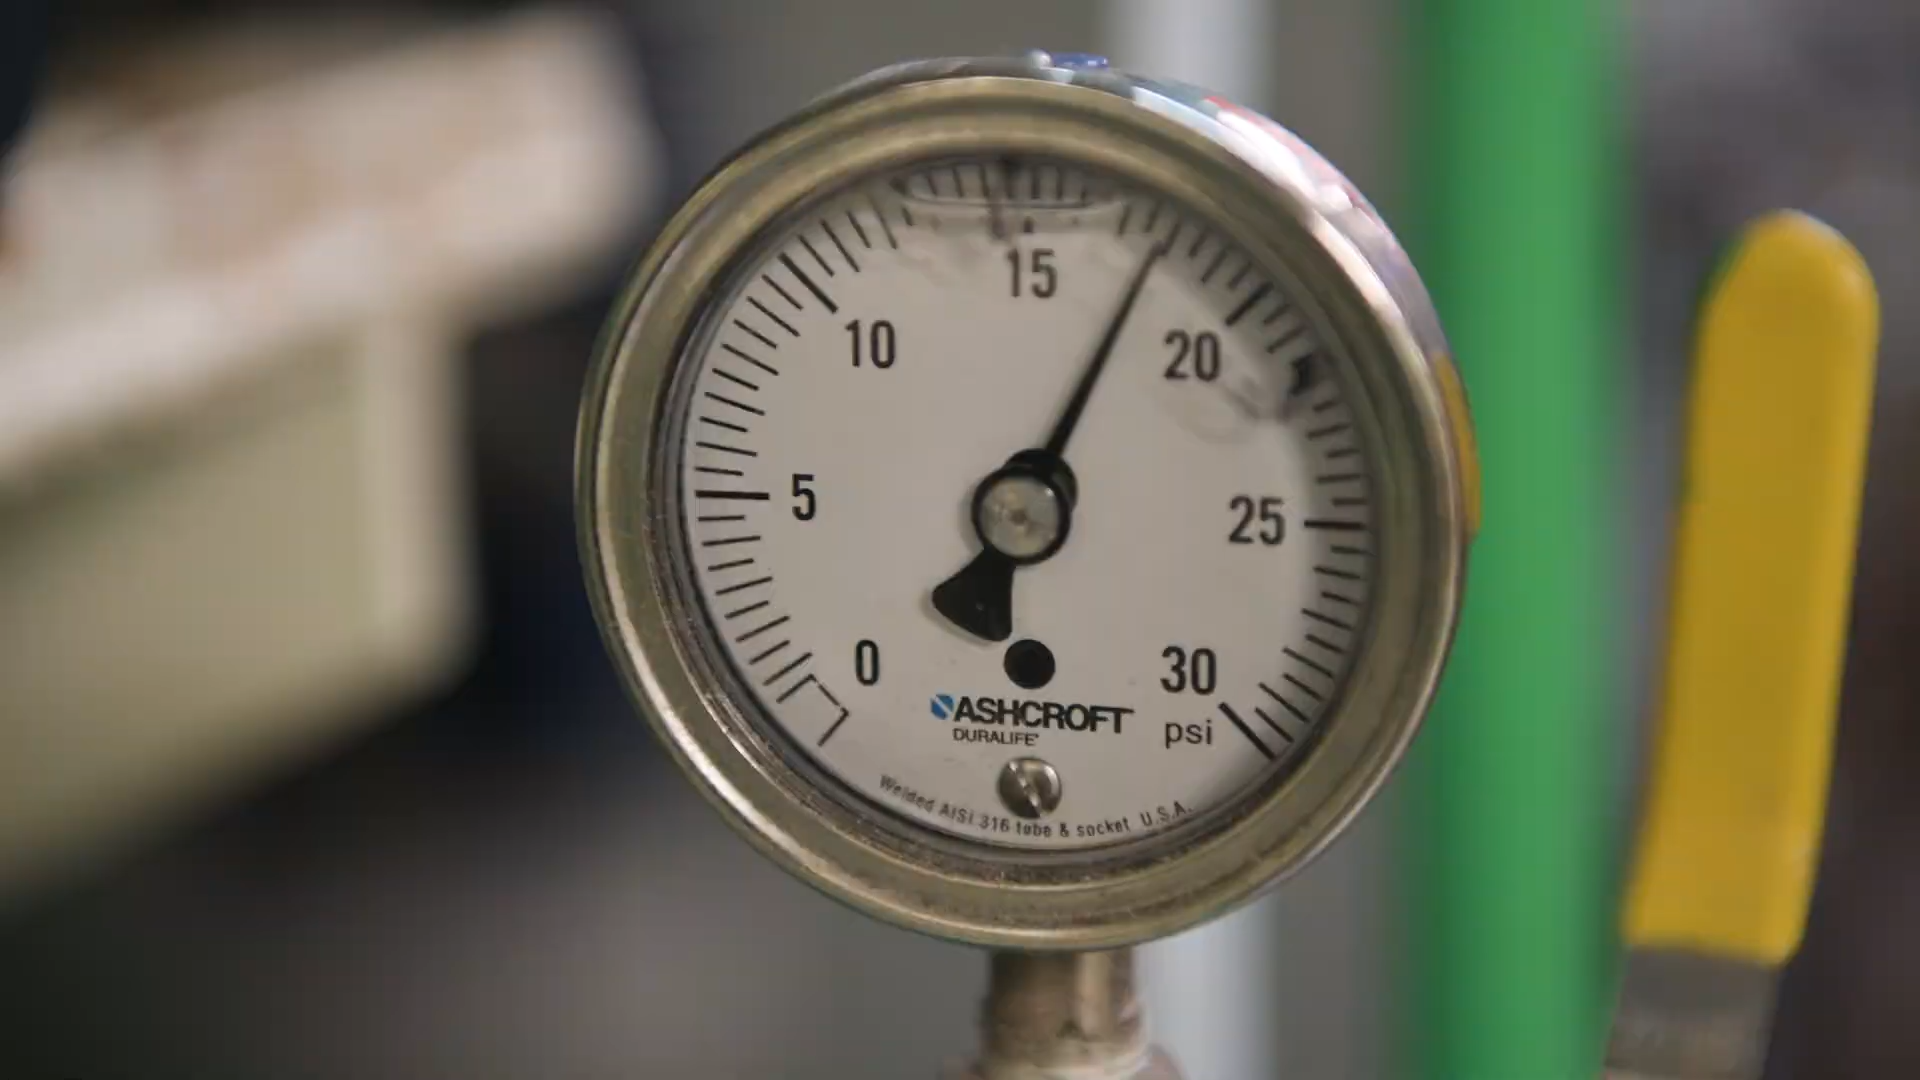 15
10
20
5
25
0
30
ASHCROFT
psi
DURALIFE
Welded AISI 316 tube & socket U.S.A.